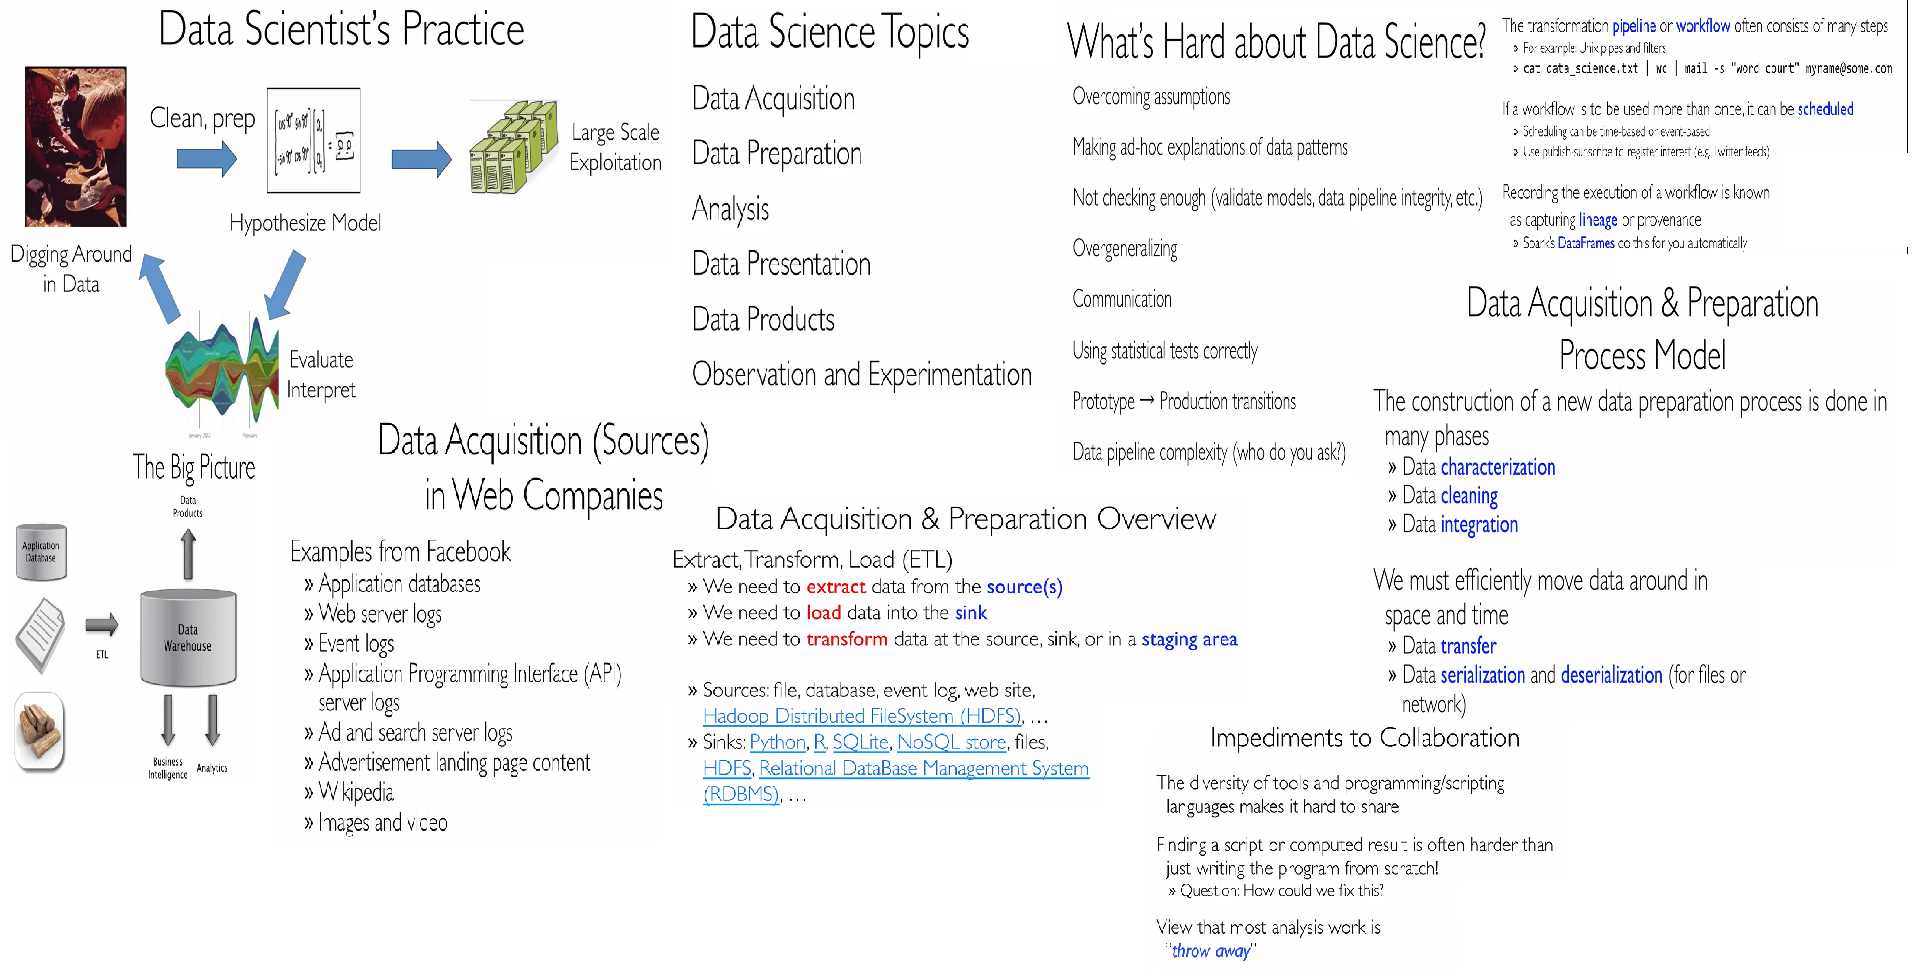 Data Scientist's Practice
Clean, prep
Large Scale
Exploitation
Hypothesize Model
Digging Around
in Data
Evaluate
Interpret
The Big Picture
Data
Products
Application
Database
Data
Warehouse
ETL
Business
Intelligence
Analytics
Data Acquisition (Sources)
in Web Companies
Examples from Facebook
» Application databases
» Web server logs
» Event logs
» Application Programming Interface (API)
server logs
» Ad and search server logs
» Advertisement landing page content
» Wikipedia
» Images and video
Data Science Topics
Data Acquisition
Data Preparation
Analysis
Data Presentation
Data Products
Observation and Experimentation
Data Acquisition & Preparation Overview
Extract, Transform, Load (ETL)
» We need to extract data from the source(s)
» We need to load data into the sink
» We need to transform data at the source, sink, or in a staging area
» Sources: file, database, event log, web site,
Hadoop Distributed FileSystem (HDFS), …
» Sinks: Python, R, SQLite, NoSQL store, files,
HDFS, Relational DataBase Management System
(RDBMS), …
What's Hard about Data Science?
Overcoming assumptions
Making ad-hoc explanations of data patterns
Not checking enough (validate models, data pipeline integrity, etc.)
Overgeneralizing
Communication
Using statistical tests correctly
Prototype → Production transitions
Data pipeline complexity (who do you ask?)
The transformation pipeline or workflow often consists of many steps
» For example: Unix pipes and filters
» cat data_science.txt | wc | mail -s "word count" myname@some.com
If a workflow is to be used more than once, it can be scheduled
» Scheduling can be time-based or event-based
» Use publish-subscribe to register interest (e.g. Twitter feeds)
Recording the execution of a workflow is known
as capturing lineage or provenance
» Spark's DataFrames do this for you automatically
Data Acquisition & Preparation
Process Model
The construction of a new data preparation process is done in
many phases
» Data characterization
» Data cleaning
» Data integration
We must efficiently move data around in
space and time
» Data transfer
» Data serialization and deserialization (for files or
network)
Impediments to Collaboration
The diversity of tools and programming/scripting
languages makes it hard to share
Finding a script or computed result is often harder than
just writing the program from scratch!
» Question: How could we fix this?
View that most analysis work is
"throw away"